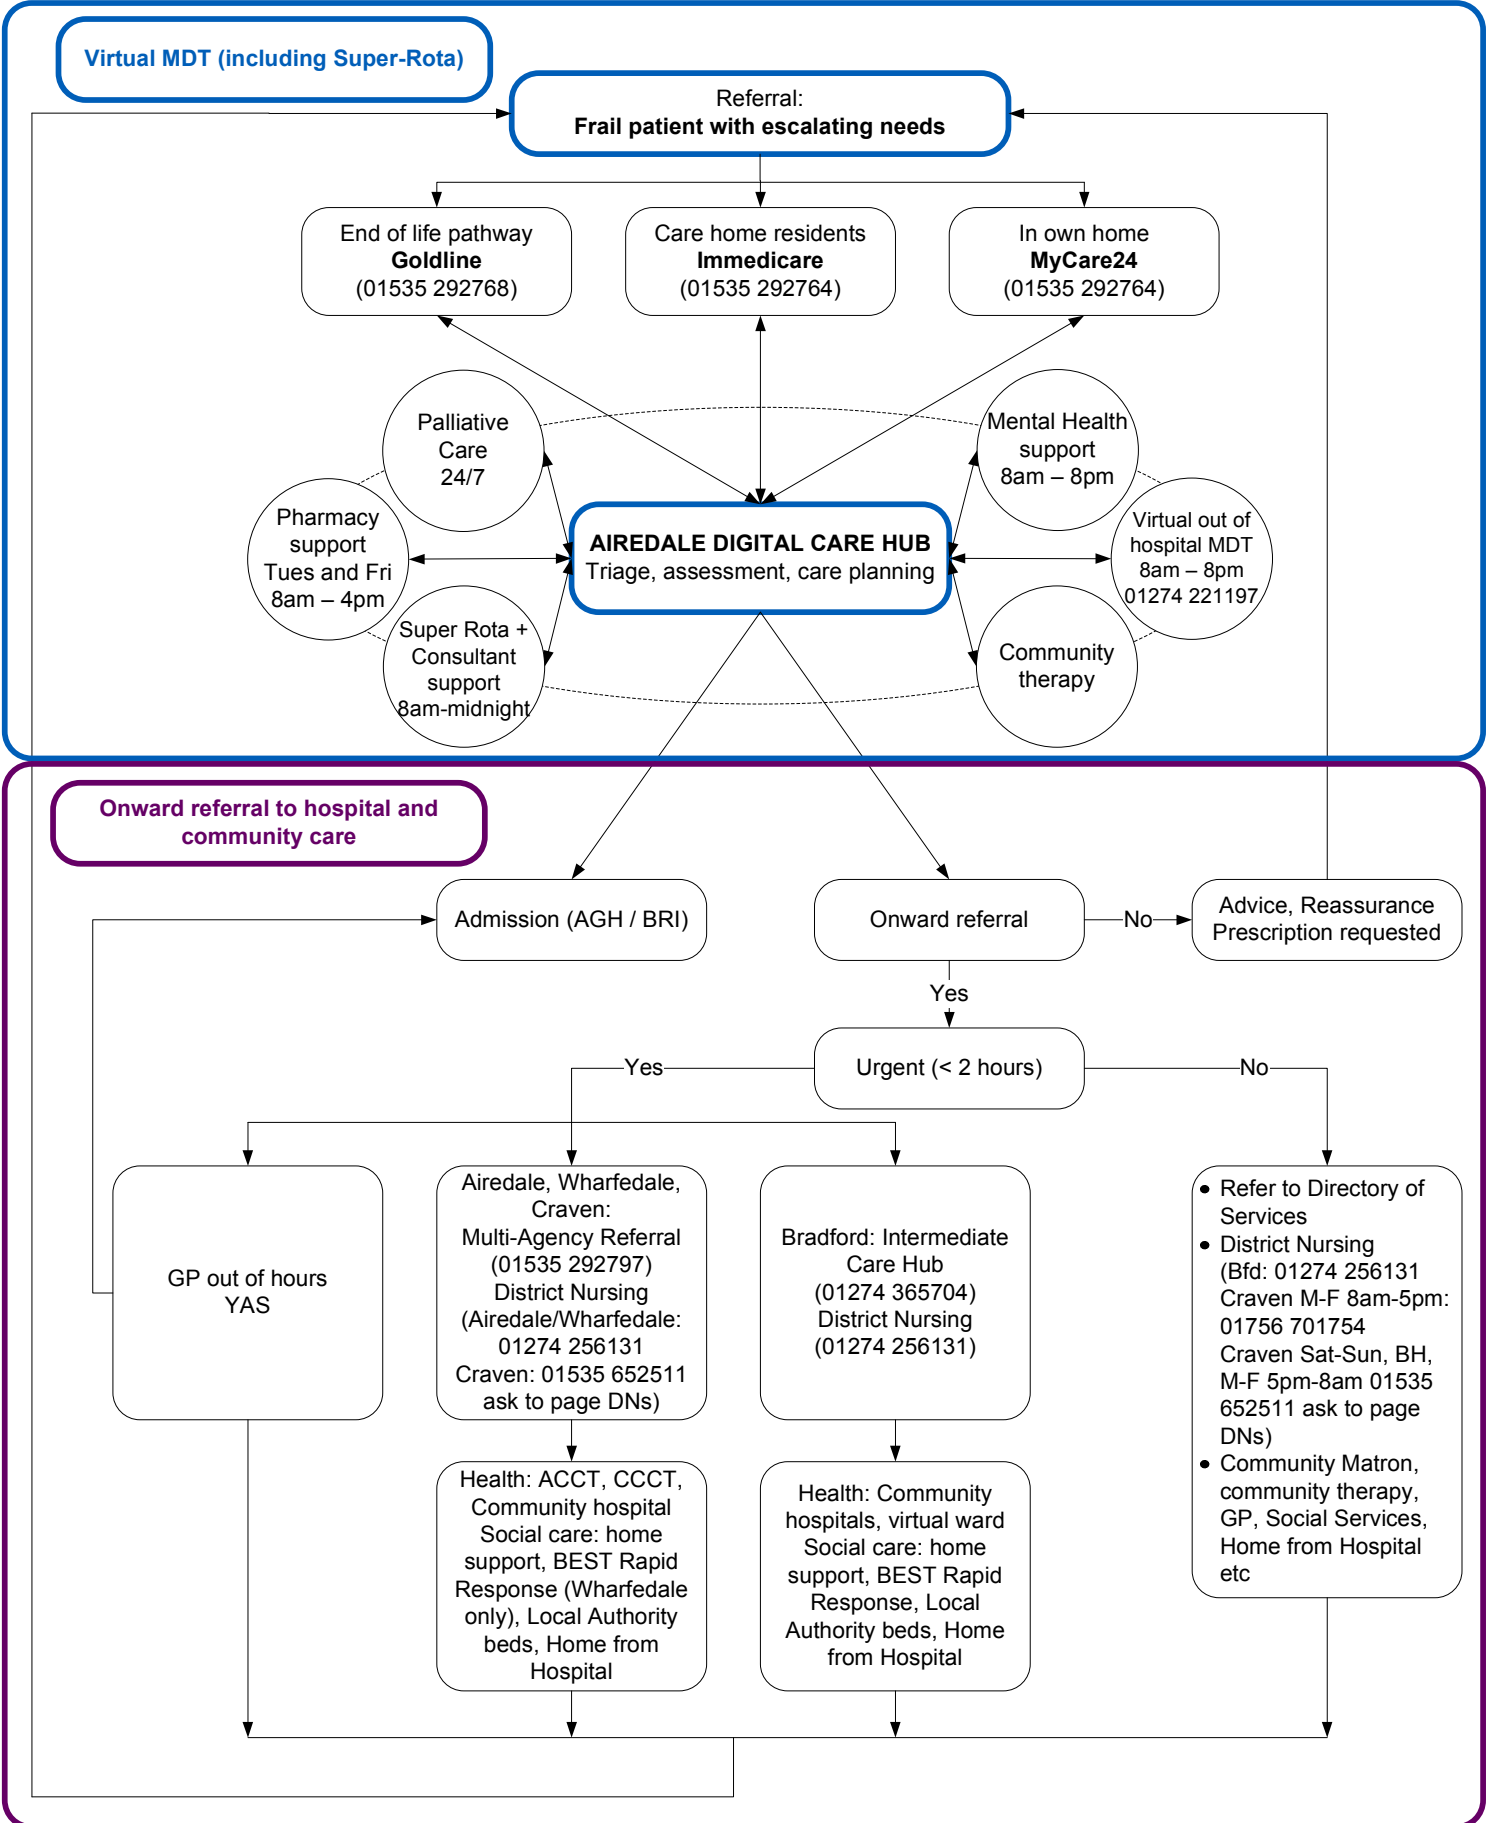 Virtual MDT (including Super-Rota)
Referral:
Frail patient with escalating needs
End of life pathway
Goldline
(01535 292768)
Care home residents
Immedicare
(01535 292764)
In own home
MyCare24
(01535 292764)
Palliative
Care
24/7
Mental Health
support
8am – 8pm
Pharmacy
support
Tues and Fri
8am – 4pm
AIREDALE DIGITAL CARE HUB
Triage, assessment, care planning
Virtual out of
hospital MDT
8am – 8pm
01274 221197
Super Rota +
Consultant
support
8am-midnight
Community
therapy
Onward referral to hospital and
community care
Admission (AGH / BRI)
Onward referral
No
Advice, Reassurance
Prescription requested
Yes
Urgent (< 2 hours)
Yes
No
GP out of hours
YAS
Airedale, Wharfedale,
Craven:
Multi-Agency Referral
(01535 292797)
District Nursing
(Airedale/Wharfedale:
01274 256131
Craven: 01535 652511
ask to page DNs)
Bradford: Intermediate
Care Hub
(01274 365704)
District Nursing
(01274 256131)
• Refer to Directory of
Services
• District Nursing
(Bfd: 01274 256131
Craven M-F 8am-5pm:
01756 701754
Craven Sat-Sun, BH,
M-F 5pm-8am 01535
652511 ask to page
DNs)
• Community Matron,
community therapy,
GP, Social Services,
Home from Hospital
etc
Health: ACCT, CCCT,
Community hospital
Social care: home
support, BEST Rapid
Response (Wharfedale
only), Local Authority
beds, Home from
Hospital
Health: Community
hospitals, virtual ward
Social care: home
support, BEST Rapid
Response, Local
Authority beds, Home
from Hospital